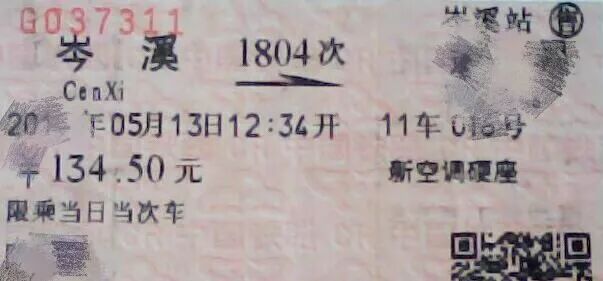 G037311
岑溪站 售
岑溪 1804次
CenXi
05月13日12:34开 11车 号
¥134.50元 新空调硬座
限乘当日当次车